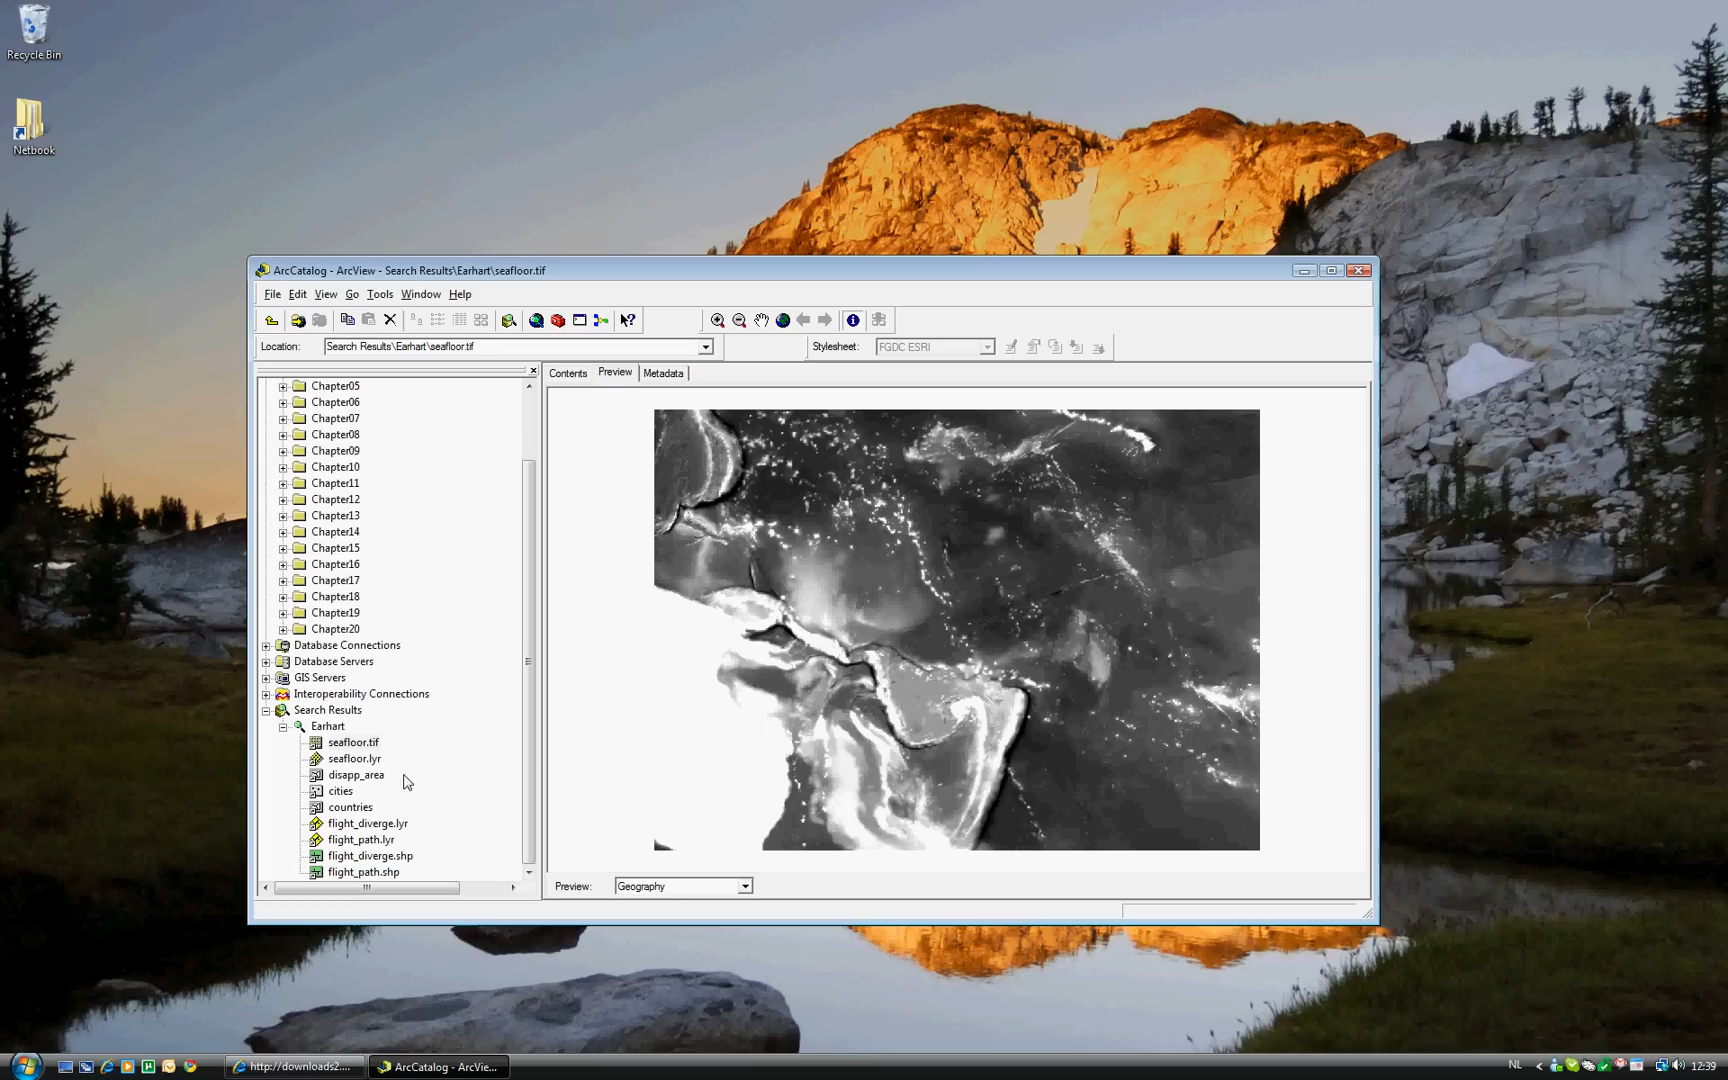 Recycle Bin
Netbook
ArcCatalog - ArcView - Search Results\Earhart\seafloor.tif
File Edit View Go Tools Window Help
Location: Search Results\Earhart\seafloor.tif Stylesheet: FGDC ESRI
Contents Preview Metadata
Chapter05
Chapter06
Chapter07
Chapter08
Chapter09
Chapter10
Chapter11
Chapter12
Chapter13
Chapter14
Chapter15
Chapter16
Chapter17
Chapter18
Chapter19
Chapter20
Database Connections
Database Servers
GIS Servers
Interoperability Connections
Search Results
Earhart
seafloor.tif
seafloor.lyr
disapp_area
cities
countries
flight_diverge.lyr
flight_path.lyr
flight_diverge.shp
flight_path.shp
Preview: Geography
http://downloads2.... ArcCatalog - ArcVie... NL 12:39